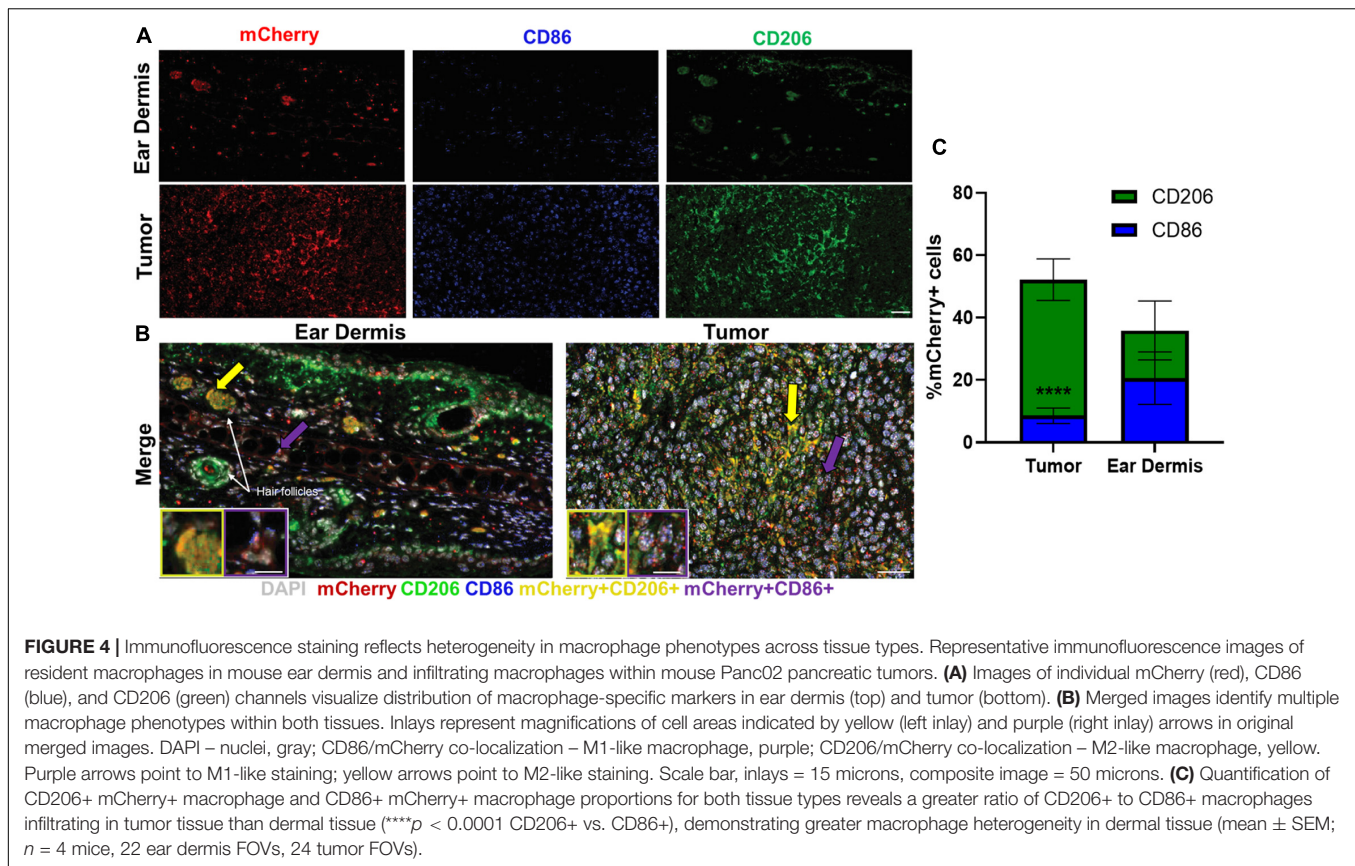 A
mCherry
CD86
CD206
Ear Dermis
Tumor
B
Ear Dermis
Tumor
Merge
Hair follicles
DAPI mCherry CD206 CD86 mCherry+CD206+ mCherry+CD86+
C
CD206
CD86
%mCherry+ cells
80
60
40
20
0
****
Tumor
Ear Dermis
FIGURE 4 | Immunofluorescence staining reflects heterogeneity in macrophage phenotypes across tissue types. Representative immunofluorescence images of
resident macrophages in mouse ear dermis and infiltrating macrophages within mouse Panc02 pancreatic tumors. (A) Images of individual mCherry (red), CD86
(blue), and CD206 (green) channels visualize distribution of macrophage-specific markers in ear dermis (top) and tumor (bottom). (B) Merged images identify multiple
macrophage phenotypes within both tissues. Inlays represent magnifications of cell areas indicated by yellow (left inlay) and purple (right inlay) arrows in original
merged images. DAPI – nuclei, gray; CD86/mCherry co-localization – M1-like macrophage, purple; CD206/mCherry co-localization – M2-like macrophage, yellow.
Purple arrows point to M1-like staining; yellow arrows point to M2-like staining. Scale bar, inlays = 15 microns, composite image = 50 microns. (C) Quantification of
CD206+ mCherry+ macrophage and CD86+ mCherry+ macrophage proportions for both tissue types reveals a greater ratio of CD206+ to CD86+ macrophages
infiltrating in tumor tissue than dermal tissue (****p < 0.0001 CD206+ vs. CD86+), demonstrating greater macrophage heterogeneity in dermal tissue (mean ± SEM;
n = 4 mice, 22 ear dermis FOVs, 24 tumor FOVs).